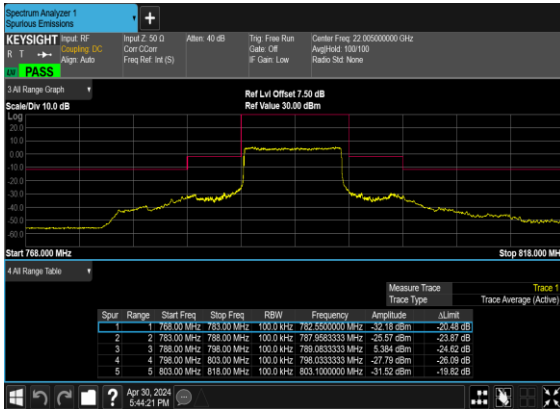 Spectrum Analyzer 1
Spurious Emissions
+
KEYSIGHT Input: RF Input Z: 50 Ω Atten: 40 dB Trig: Free Run Center Freq: 22.005000000 GHz
R T Coupling: DC Corr CCorr Gate: Off Avg|Hold: 100/100
Align: Auto Freq Ref: Int (S) IF Gain: Low Radio Std: None
PASS
3 All Range Graph
Scale/Div 10.0 dB Ref Lvl Offset 7.50 dB
Ref Value 30.00 dBm
Log
20.0
10.0
0.00
-10.0
-20.0
-30.0
-40.0
-50.0
-60.0
Start 768.000 MHz Stop 818.000 MH
4 All Range Table
Measure Trace Trace 1
Trace Type Trace Average (Active)
Spur Range Start Freq Stop Freq RBW Frequency Amplitude ΔLimit
1 1 768.00 MHz 783.00 MHz 100.0 kHz 782.5500000 MHz -32.18 dBm -20.48 dB
2 2 783.00 MHz 788.00 MHz 100.0 kHz 787.9583333 MHz -25.57 dBm -23.87 dB
3 3 788.00 MHz 798.00 MHz 100.0 kHz 789.0833333 MHz 5.384 dBm -24.62 dB
4 4 798.00 MHz 803.00 MHz 100.0 kHz 798.0333333 MHz -27.79 dBm -26.09 dB
5 5 803.00 MHz 818.00 MHz 100.0 kHz 803.1000000 MHz -31.52 dBm -19.82 dB
? Apr 30, 2024
5:44:21 PM